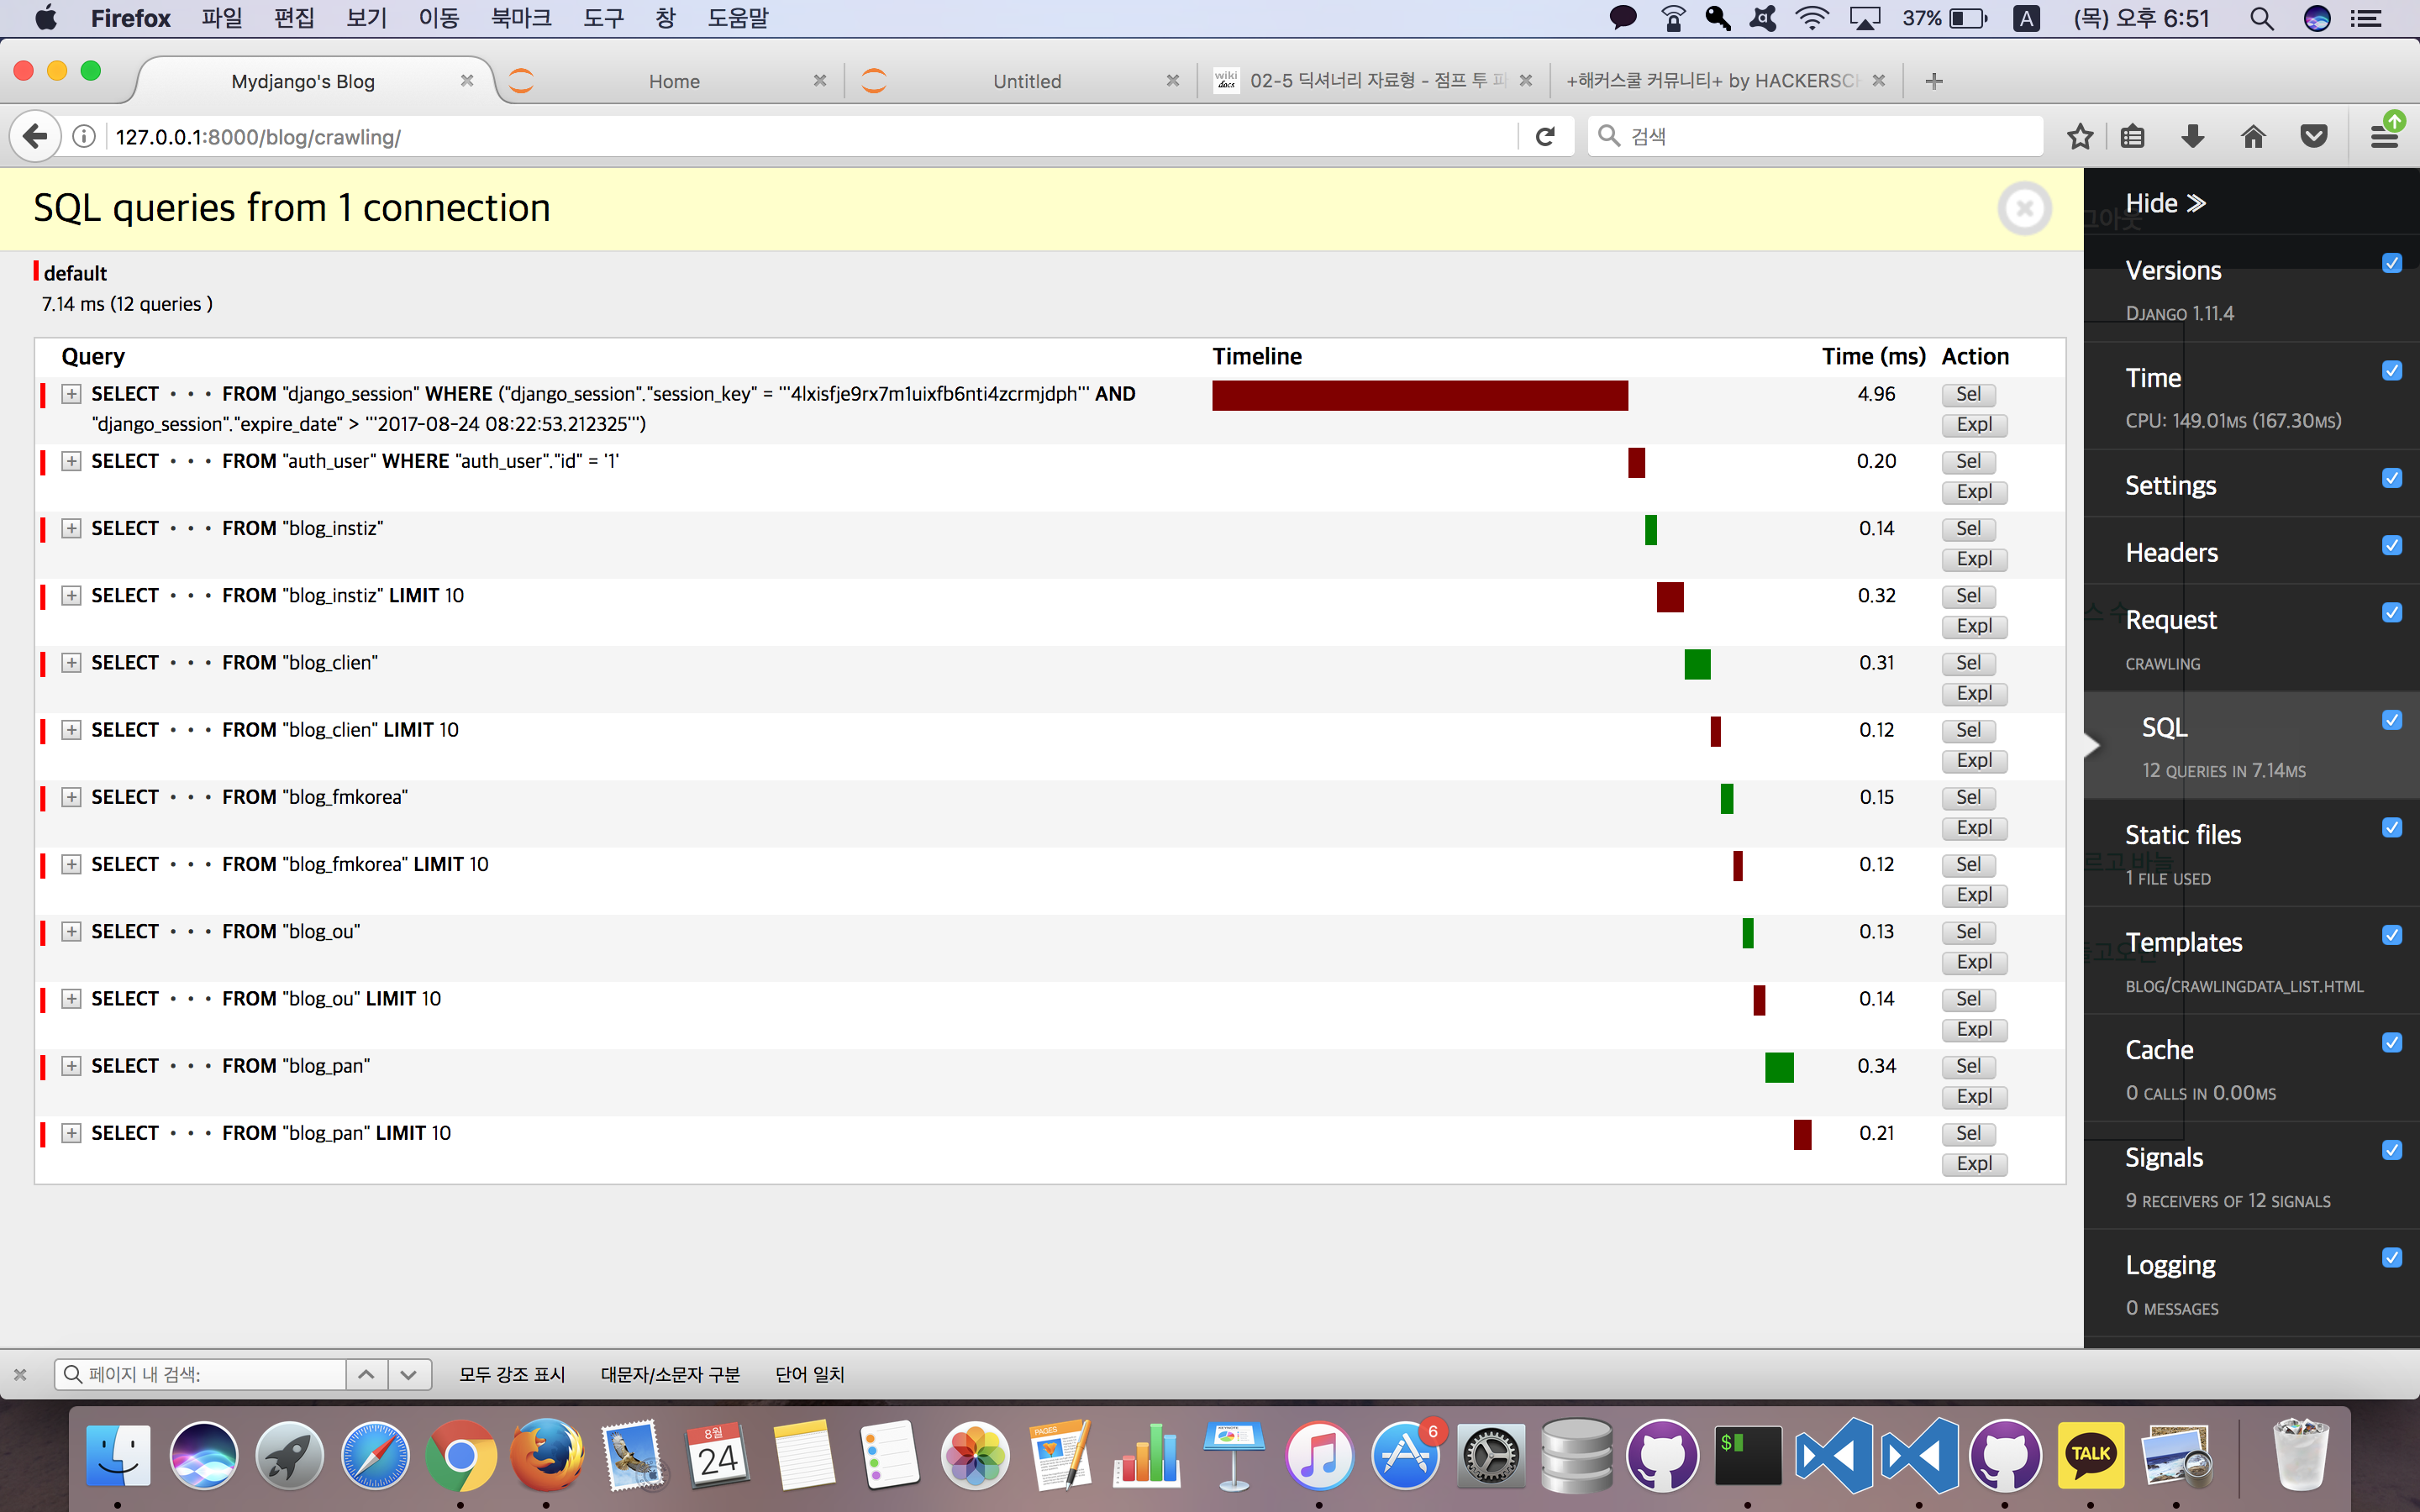 Firefox 파일 편집 보기 이동 북마크 도구 창 도움말 37% A (목) 오후 6:51
Mydjango's Blog Home Untitled wiki docs 02-5 딕셔너리 자료형 - 점프 투 파 +해커스쿨 커뮤니티+ by HACKERSC
127.0.0.1:8000/blog/crawling/ 검색
SQL queries from 1 connection
default
7.14 ms (12 queries )
Query Timeline Time (ms) Action
SELECT • • • FROM "django_session" WHERE ("django_session"."session_key" = '''4lxisfje9rx7m1uixfb6nti4zcrmjdph''' AND 4.96 Sel
"django_session"."expire_date" > '''2017-08-24 08:22:53.212325''') Expl
SELECT • • • FROM "auth_user" WHERE "auth_user"."id" = '1' 0.20 Sel
Expl
SELECT • • • FROM "blog_instiz" 0.14 Sel
Expl
SELECT • • • FROM "blog_instiz" LIMIT 10 0.32 Sel
Expl
SELECT • • • FROM "blog_clien" 0.31 Sel
Expl
SELECT • • • FROM "blog_clien" LIMIT 10 0.12 Sel
Expl
SELECT • • • FROM "blog_fmkorea" 0.15 Sel
Expl
SELECT • • • FROM "blog_fmkorea" LIMIT 10 0.12 Sel
Expl
SELECT • • • FROM "blog_ou" 0.13 Sel
Expl
SELECT • • • FROM "blog_ou" LIMIT 10 0.14 Sel
Expl
SELECT • • • FROM "blog_pan" 0.34 Sel
Expl
SELECT • • • FROM "blog_pan" LIMIT 10 0.21 Sel
Expl
Hide ≫
Versions
DJANGO 1.11.4
Time
CPU: 149.01MS (167.30MS)
Settings
Headers
Request
CRAWLING
SQL
12 QUERIES IN 7.14MS
Static files
1 FILE USED
Templates
BLOG/CRAWLINGDATA_LIST.HTML
Cache
0 CALLS IN 0.00MS
Signals
9 RECEIVERS OF 12 SIGNALS
Logging
0 MESSAGES
페이지 내 검색: 모두 강조 표시 대문자/소문자 구분 단어 일치
8월
24
PAGES
6
$
TALK